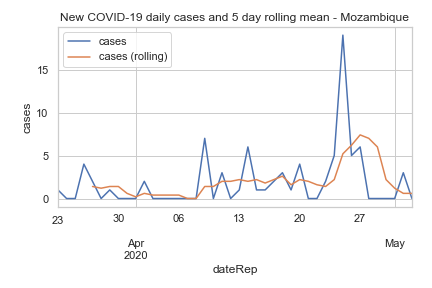 New COVID-19 daily cases and 5 day rolling mean - Mozambique
cases
cases (rolling)
15
10
5
0
cases
23
30
06
13
20
27
Apr
2020
May
dateRep